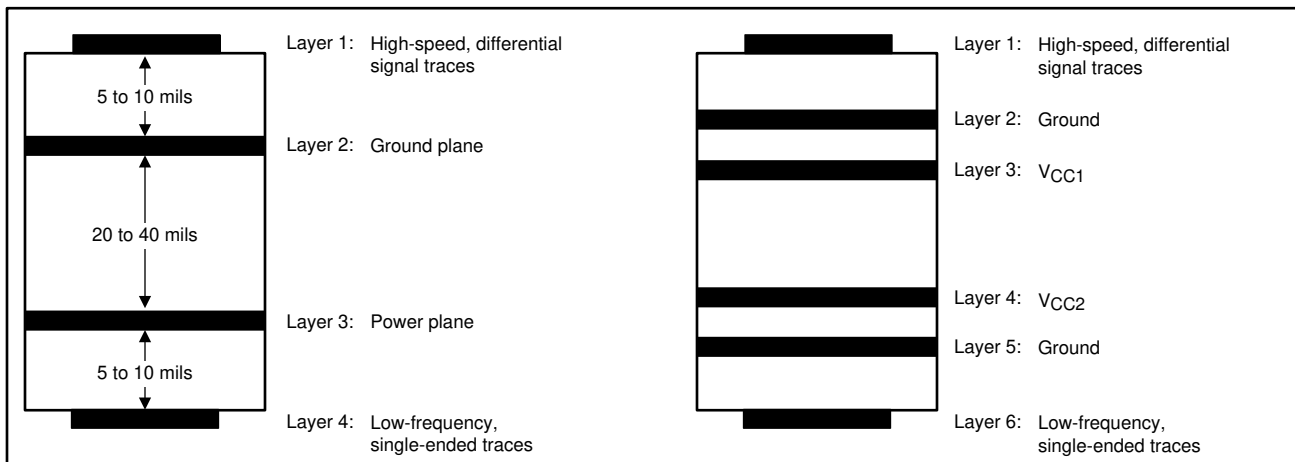 Layer 1: High-speed, differential
signal traces
5 to 10 mils
Layer 2: Ground plane
20 to 40 mils
Layer 3: Power plane
5 to 10 mils
Layer 4: Low-frequency,
single-ended traces
Layer 1: High-speed, differential
signal traces
Layer 2: Ground
Layer 3: VCC1
Layer 4: VCC2
Layer 5: Ground
Layer 6: Low-frequency,
single-ended traces